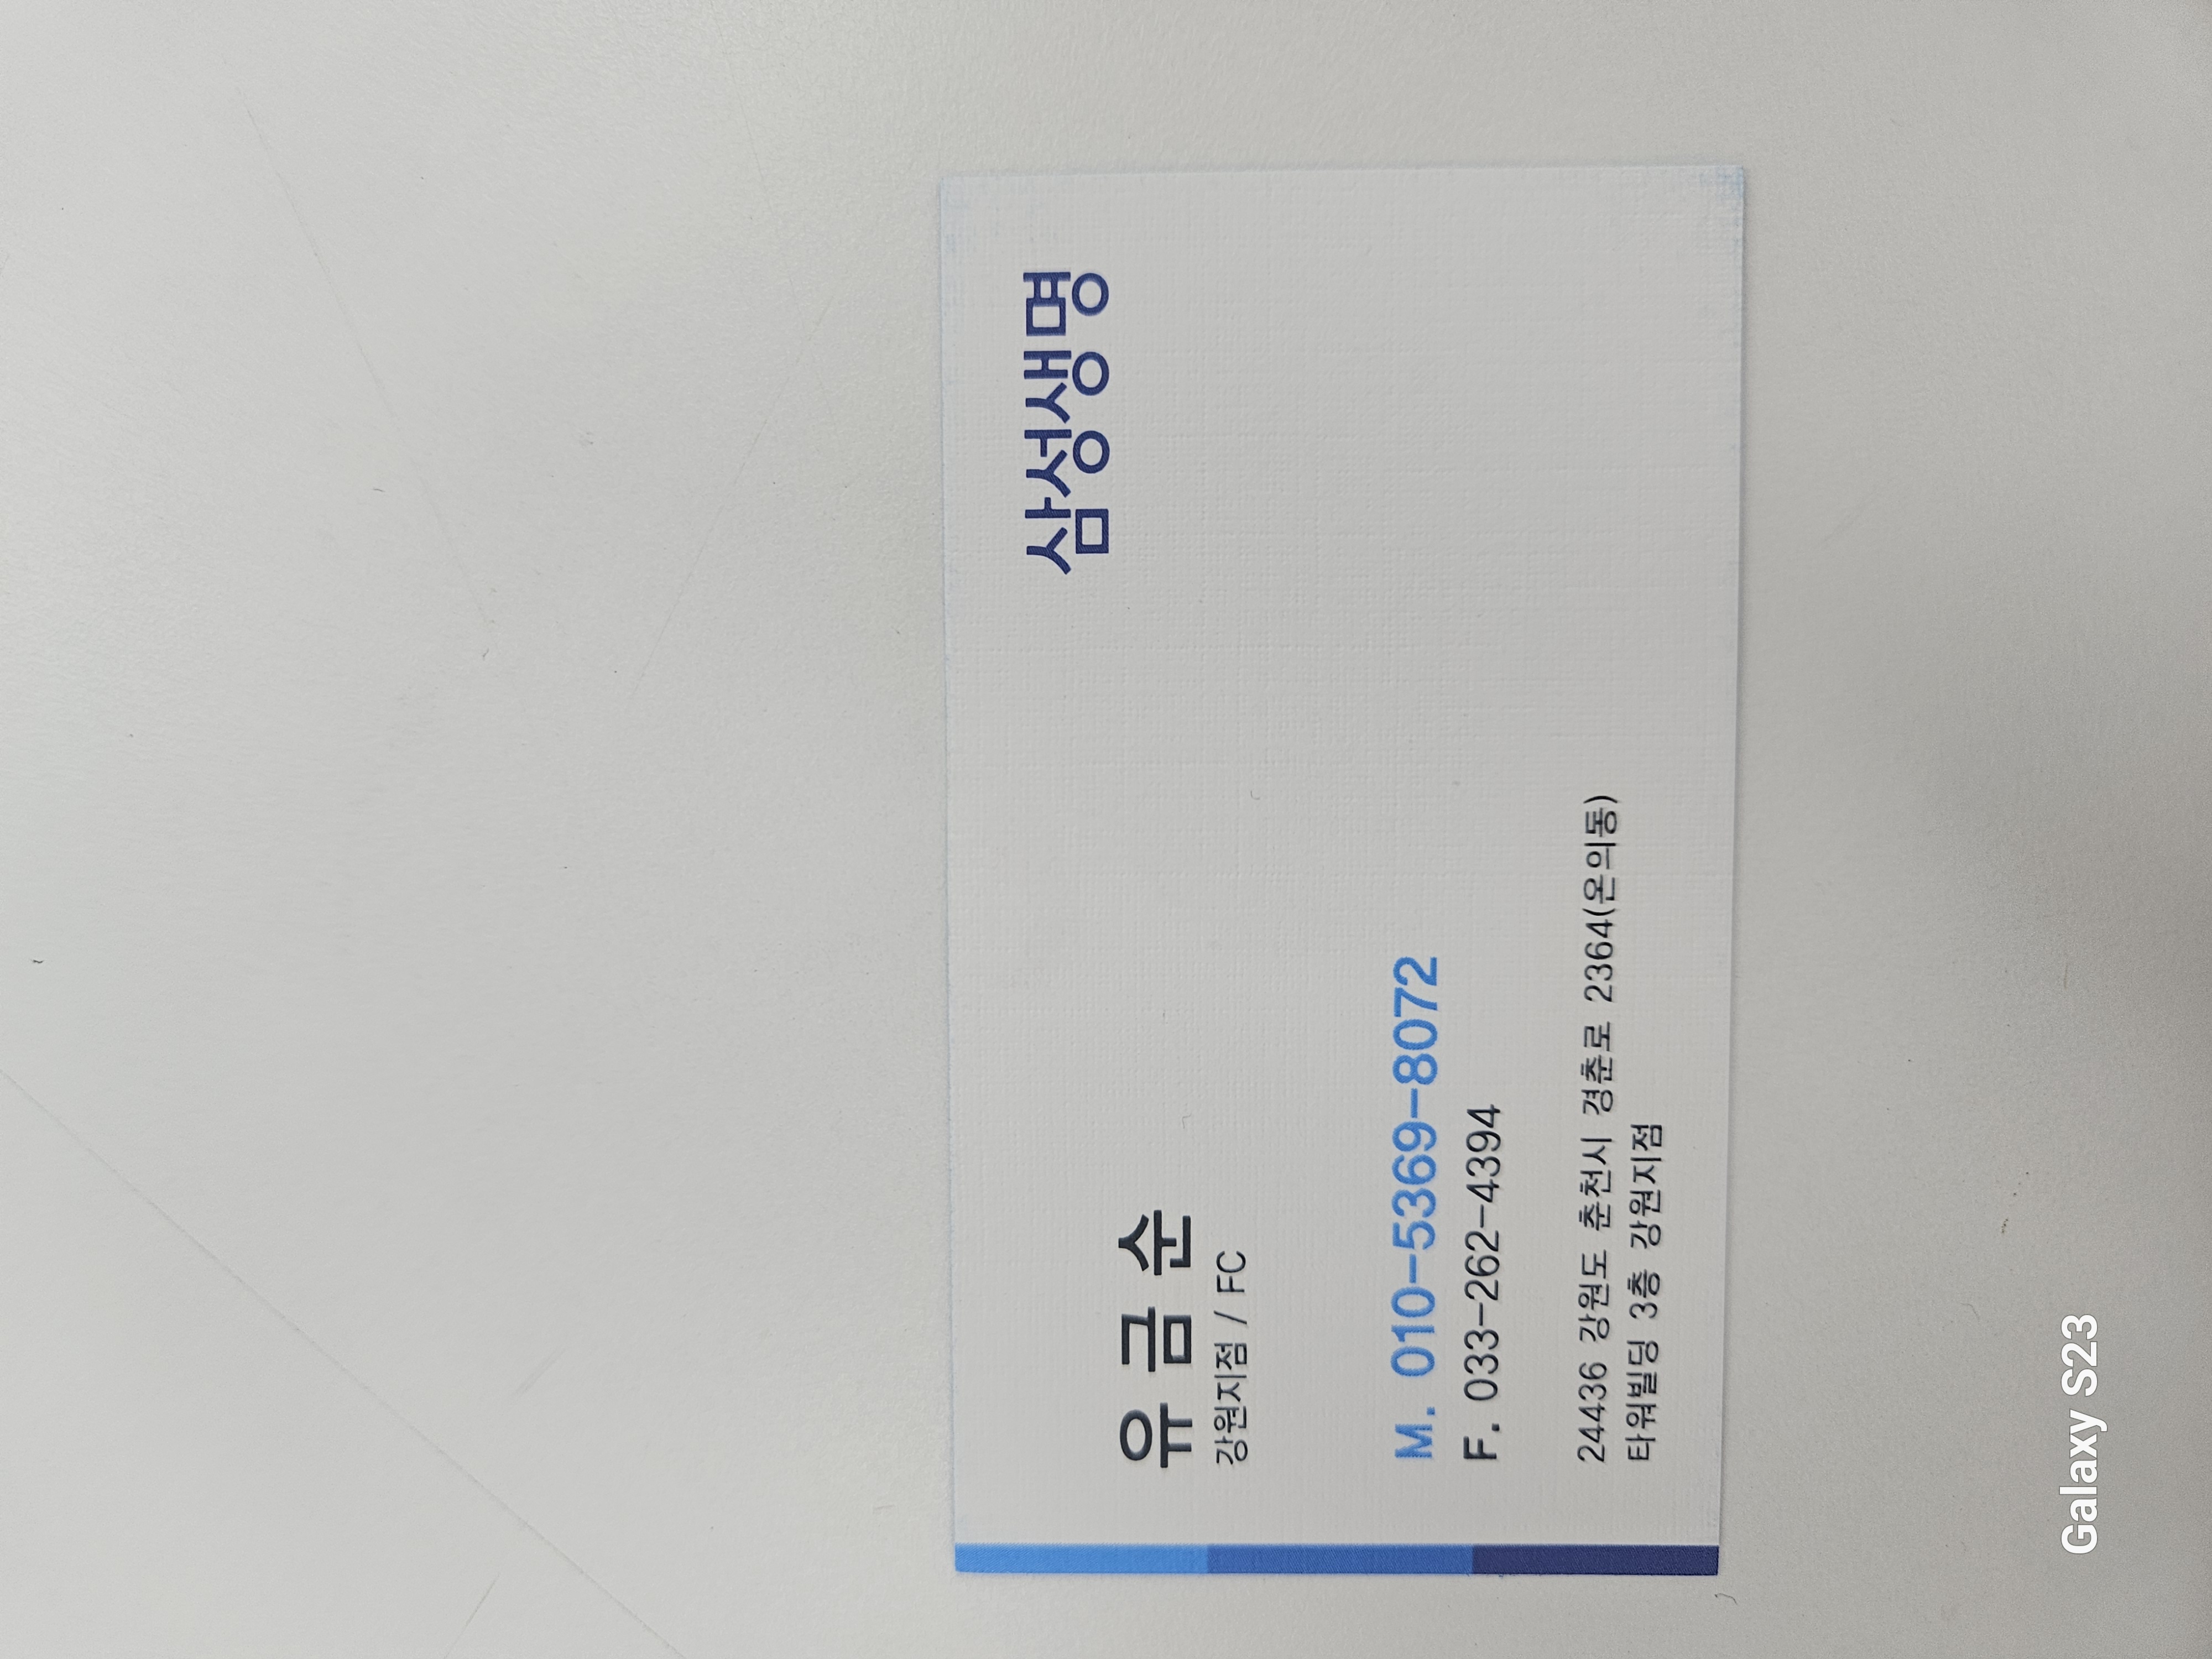 삼성생명
유금순
강원지점 / FC
M. 010-5369-8072
F. 033-262-4394
24436 강원도 춘천시 경춘로 2364(온의동)
타워빌딩 3층 강원지점
Galaxy S23